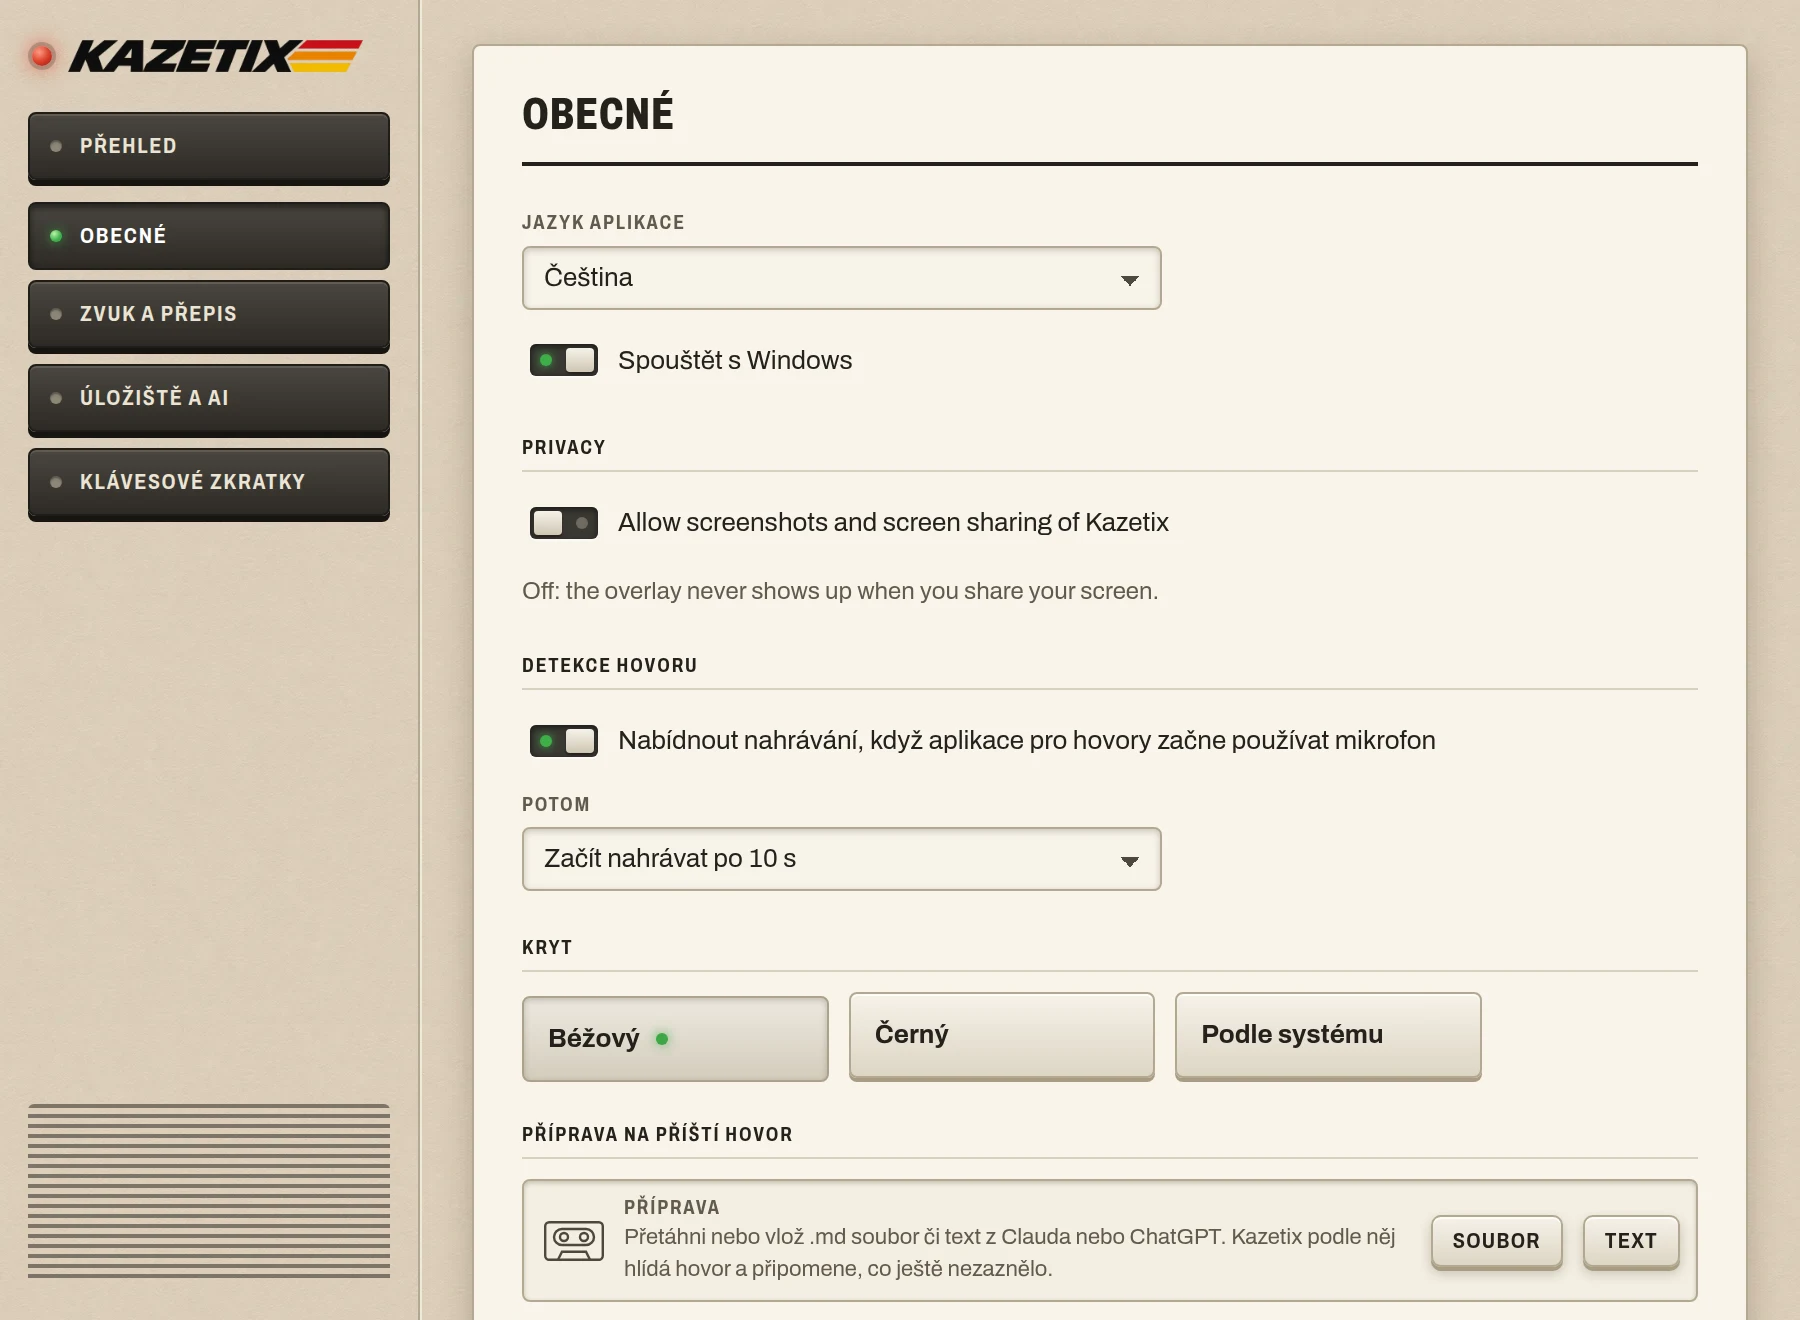 KAZETIX
PŘEHLED
OBECNÉ
ZVUK A PŘEPIS
ÚLOŽIŠTĚ A AI
KLÁVESOVÉ ZKRATKY
OBECNÉ
JAZYK APLIKACE
Čeština
Spouštět s Windows
PRIVACY
Allow screenshots and screen sharing of Kazetix
Off: the overlay never shows up when you share your screen.
DETEKCE HOVORU
Nabídnout nahrávání, když aplikace pro hovory začne používat mikrofon
POTOM
Začít nahrávat po 10 s
KRYT
Béžový
Černý
Podle systému
PŘÍPRAVA NA PŘÍŠTÍ HOVOR
PŘÍPRAVA
Přetáhni nebo vlož .md soubor či text z Clauda nebo ChatGPT. Kazetix podle něj
hlídá hovor a připomene, co ještě nezaznělo.
SOUBOR
TEXT